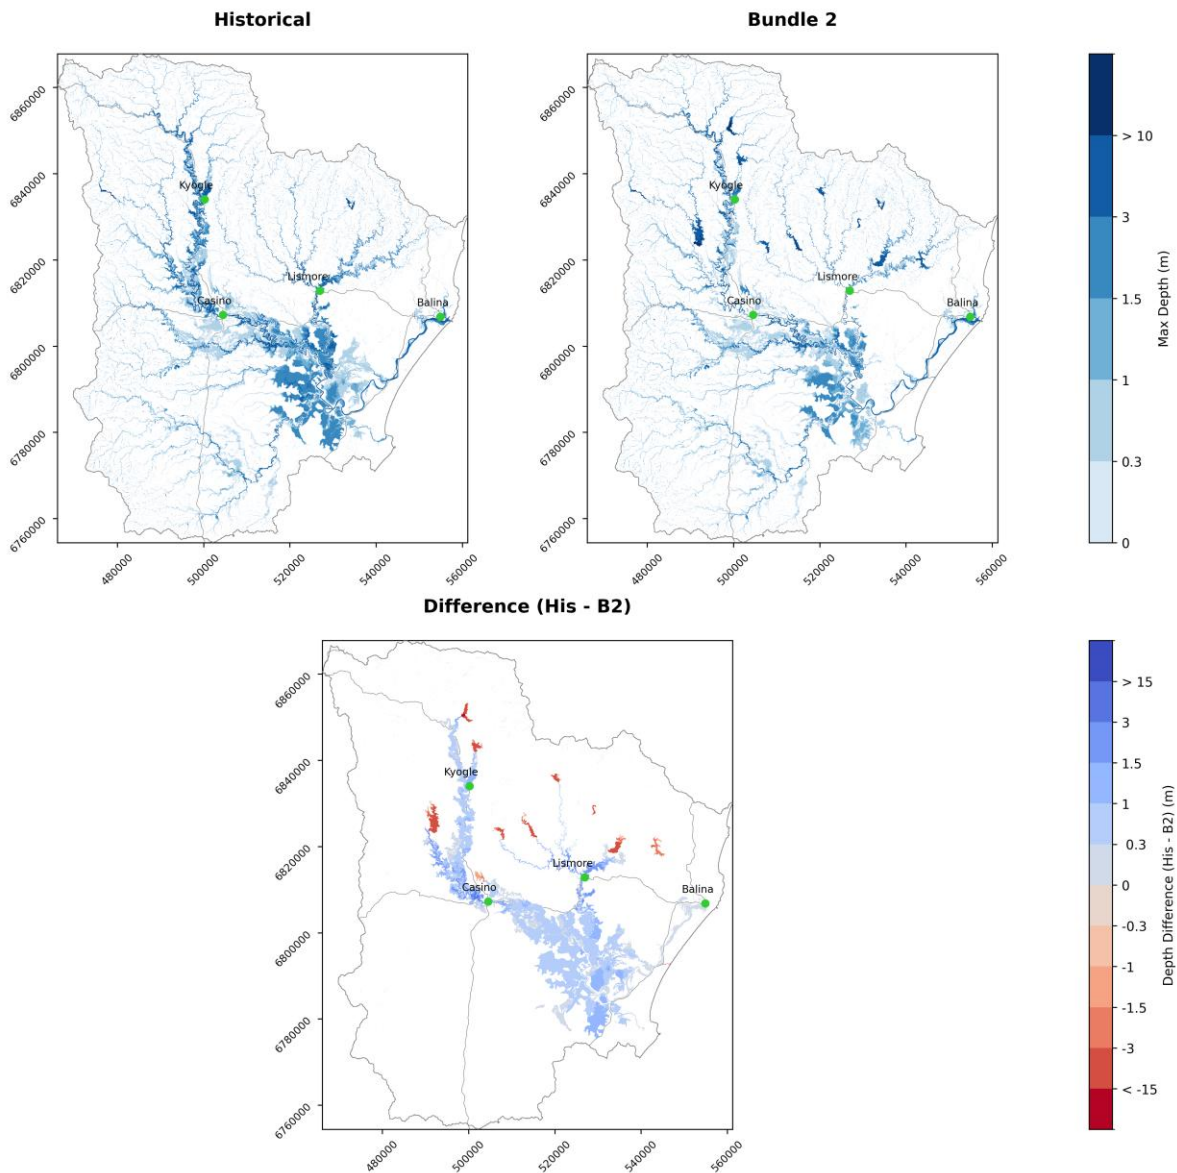 Historical
Bundle 2
6860000
6840000
6820000
6800000
6780000
6760000
Kyogle
Lismore
Casino
Balina
480000
500000
520000
540000
560000
6860000
6840000
6820000
6800000
6780000
6760000
Kyogle
Lismore
Casino
Balina
480000
500000
520000
540000
560000
> 10
3
1.5
1
0.3
0
Max Depth (m)
Difference (His - B2)
6860000
6840000
6820000
6800000
6780000
6760000
Kyogle
Lismore
Casino
Balina
480000
500000
520000
540000
560000
> 15
3
1.5
1
0.3
0
-0.3
-1
-1.5
-3
< -15
Depth Difference (His - B2) (m)